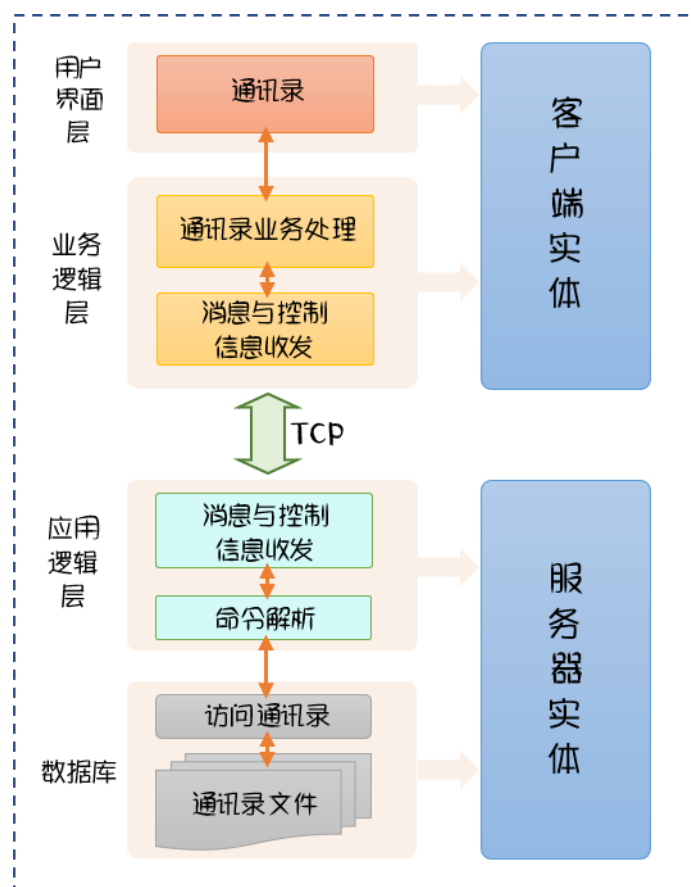 用户
界面
层
通讯录
业务
逻辑
层
通讯录业务处理
消息与控制
信息收发
客
户
端
实
体
TCP
应用
逻辑
层
消息与控制
信息收发
命令解析
数据库
访问通讯录
通讯录文件
服
务
器
实
体